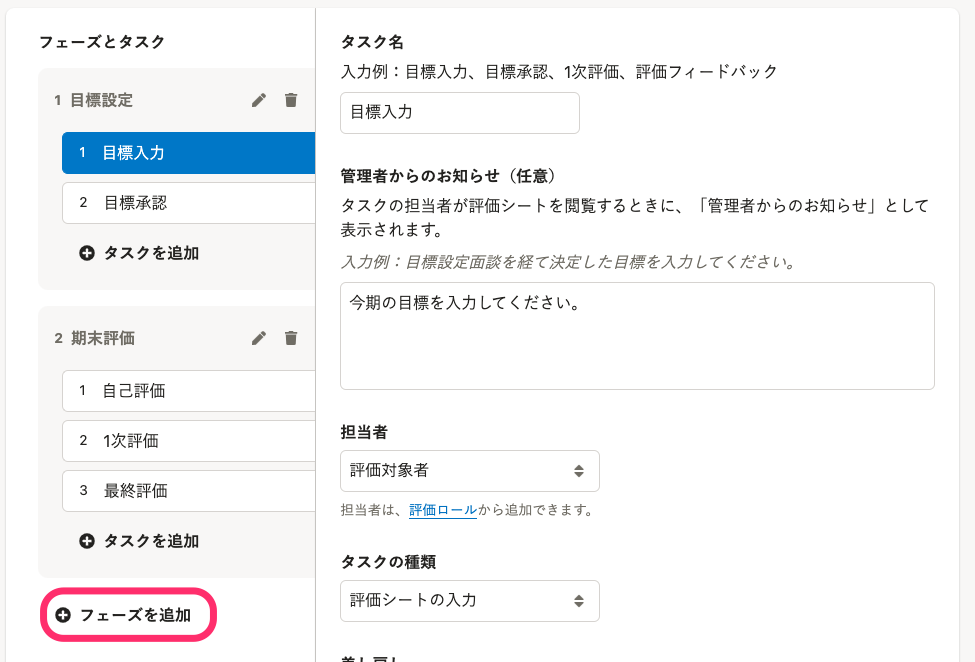 フェーズとタスク
1 目標設定
1 目標入力
2 目標承認
タスクを追加
2 期末評価
1 自己評価
2 1次評価
3 最終評価
タスクを追加
フェーズを追加
タスク名
入力例：目標入力、目標承認、1次評価、評価フィードバック
目標入力
管理者からのお知らせ（任意）
タスクの担当者が評価シートを閲覧するときに、「管理者からのお知らせ」として
表示されます。
入力例：目標設定面談を経て決定した目標を入力してください。
今期の目標を入力してください。
担当者
評価対象者
担当者は、評価ロールから追加できます。
タスクの種類
評価シートの入力